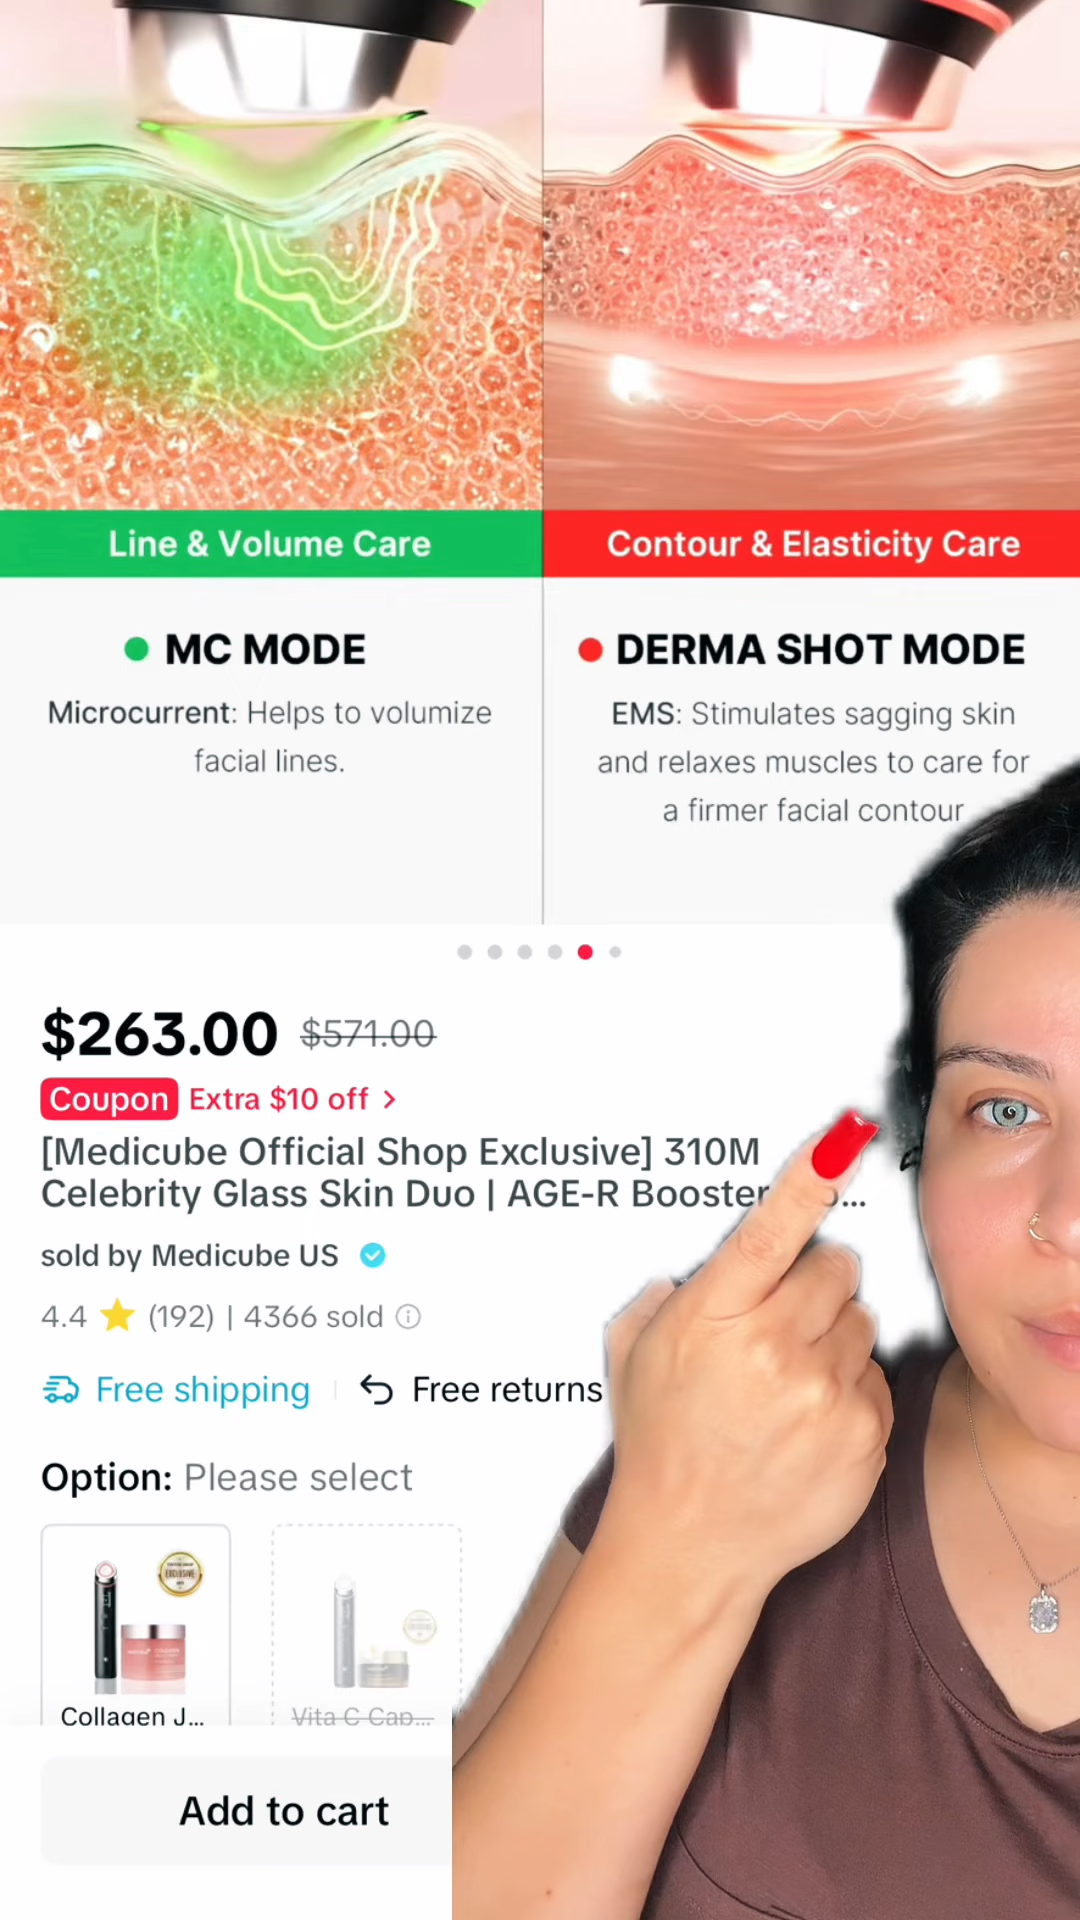 Line & Volume Care
Contour & Elasticity Care
MC MODE
Microcurrent: Helps to volumize
facial lines.
DERMA SHOT MODE
EMS: Stimulates sagging skin
and relaxes muscles to care for
a firmer facial contour
$263.00 $571.00
Coupon Extra $10 off >
[Medicube Official Shop Exclusive] 310M
Celebrity Glass Skin Duo | AGE-R Booster ...
sold by Medicube US
4.4 (192) | 4366 sold
Free shipping
Free returns
Option: Please select
EXCLUSIVE
Collagen J...
Vita C Cap...
Add to cart